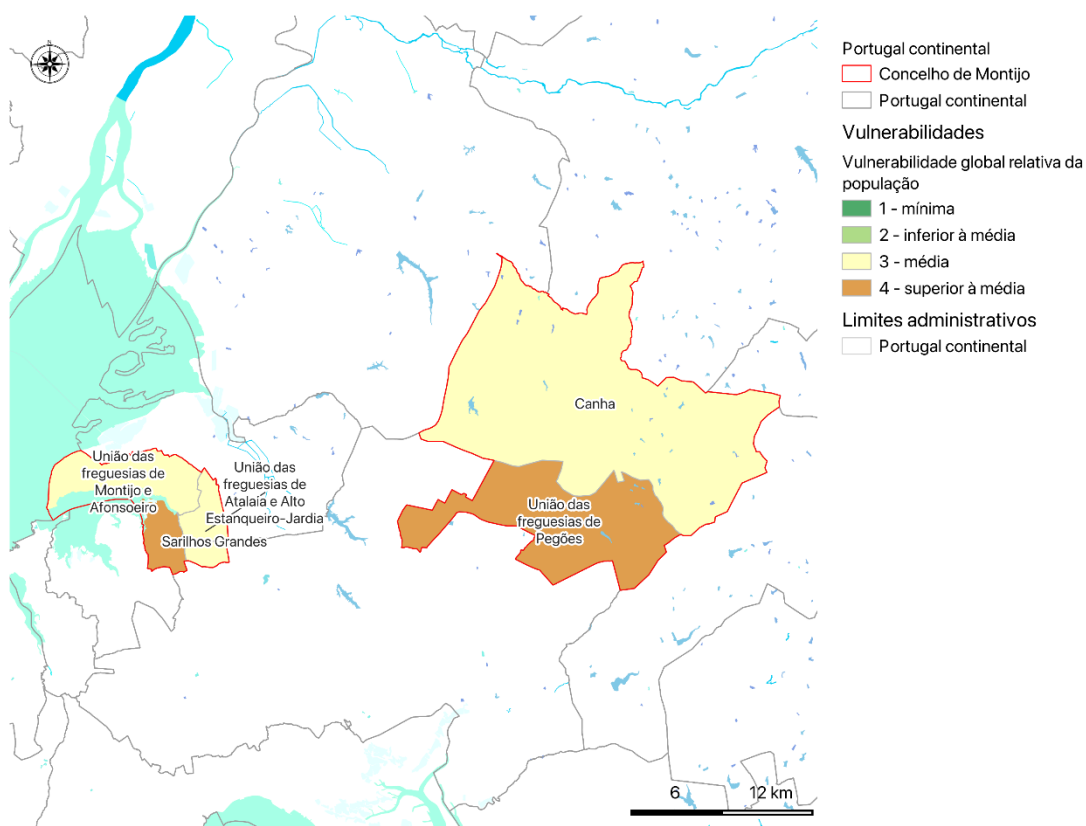 Portugal continental
Concelho de Montijo
Portugal continental
Vulnerabilidades
Vulnerabilidade global relativa da
população
1 - mínima
2 - inferior à média
3 - média
4 - superior à média
Limites administrativos
Portugal continental
Canha
União das
freguesias de
Montijo e
Afonsoeiro
União das
freguesias de
Atalaia e Alto
Estanqueiro-Jardia
Sarilhos Grandes
União das
freguesias de
Pegões
6 12 km